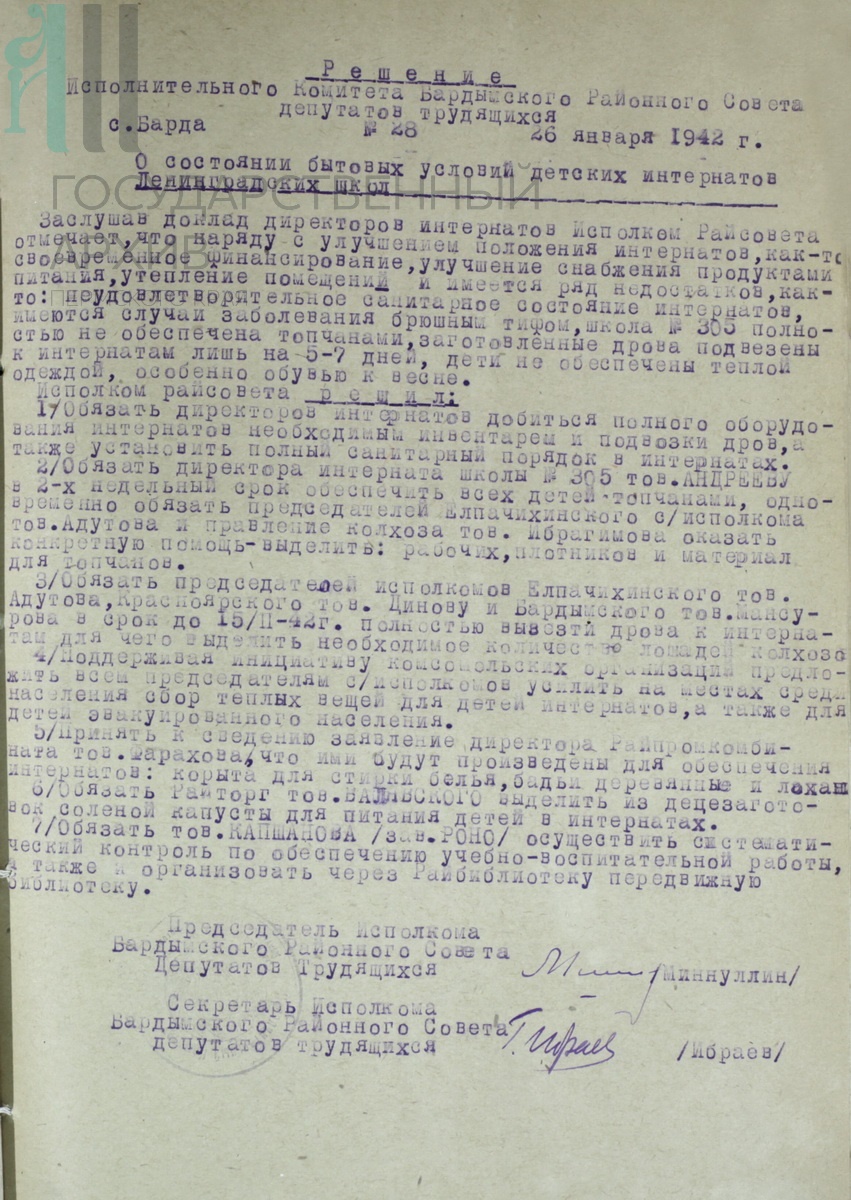 Решение
Исполнительного Комитета Бардымского Районного Совета
депутатов трудящихся
с.Барда № 28 26 января 1942 г.
О состоянии бытовых условий детских интернатов
Ленинградских школ
ГОСУДАРСТВЕННЫЙ
АРХИВ
Заслушав доклад директоров интернатов Исполком Райсовета
отмечает,что наряду с улучшением положения интернатов,как-то
своевременное финансирование,улучшение снабжения продуктами
питания,утепление помещений и имеется ряд недостатков,как-
то: неудовлетворительное санитарное состояние интернатов,
имеются случаи заболевания брюшным тифом,школа № 305 полно-
стью не обеспечена топчанами,заготовленные дрова подвезены
к интернатам лишь на 5-7 дней, дети не обеспечены теплой
одеждой, особенно обувью к весне.
Исполком райсовета решил:
1/Обязать директоров интернатов добиться полного оборудо-
вания интернатов необходимым инвентарем и подвозки дров,а
также установить полный санитарный порядок в интернатах.
2/Обязать директора интерната школы № 305 тов.АНДРЕЕВУ
в 2-х недельный срок обеспечить всех детей топчанами, одно-
временно обязать председателей Елпачихинского с/исполкома
тов.Адутова и правление колхоза тов. Ибрагимова оказать
конкретную помощь-выделить: рабочих,плотников и материал
для топчанов.
3/Обязать председателей исполкомов Елпачихинского тов.
Адутова,Красноярского тов. Динову и Бардымского тов.Мансу-
рова в срок до 15/II-42г. полностью вывезти дрова к интерна-
там для чего выделить необходимое количество лошадей колхозо
4/Поддерживая инициативу комсомольских организаций предло-
жить всем председателям с/исполкомов усилить на местах среди
населения сбор теплых вещей для детей интернатов,а также для
детей эвакуированного населения.
5/Принять к сведению заявление директора Райпромкомби-
ната тов.Фарахова,что ими будут произведены для обеспечения
интернатов: корыта для стирки белья,бадьи деревянные и лохаш
6/Обязать Райторг тов. выделить из децезагото-
вок соленой капусты для питания детей в интернатах.
7/Обязать тов.КАПШАНОВА /зав.РОНО/ осуществить системати-
ческий контроль по обеспечению учебно-воспитательной работы,
а также и организовать через Райбиблиотеку передвижную
библиотеку.
Председатель Исполкома
Бардымского Районного Совета
Депутатов Трудящихся /Миннуллин/
Секретарь Исполкома
Бардымского Районного Совета
депутатов трудящихся Г. Ибраев /Ибраев/